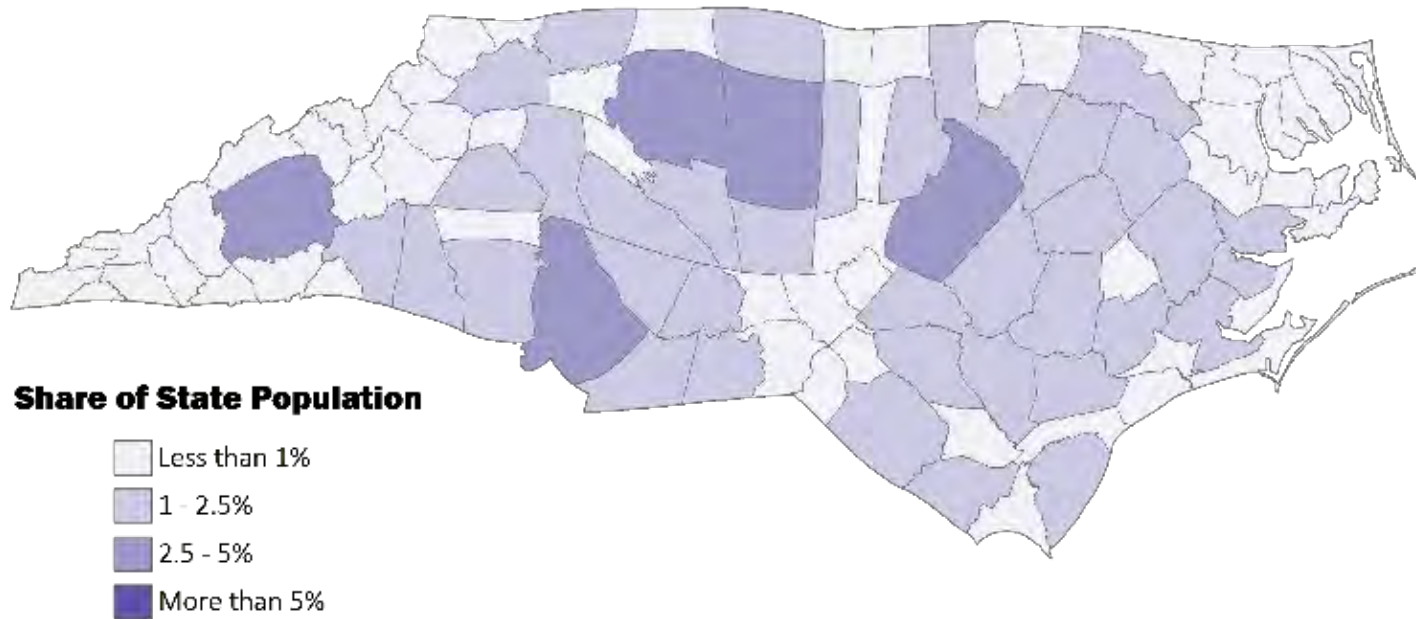 Share of State Population
Less than 1%
1 - 2.5%
2.5 - 5%
More than 5%